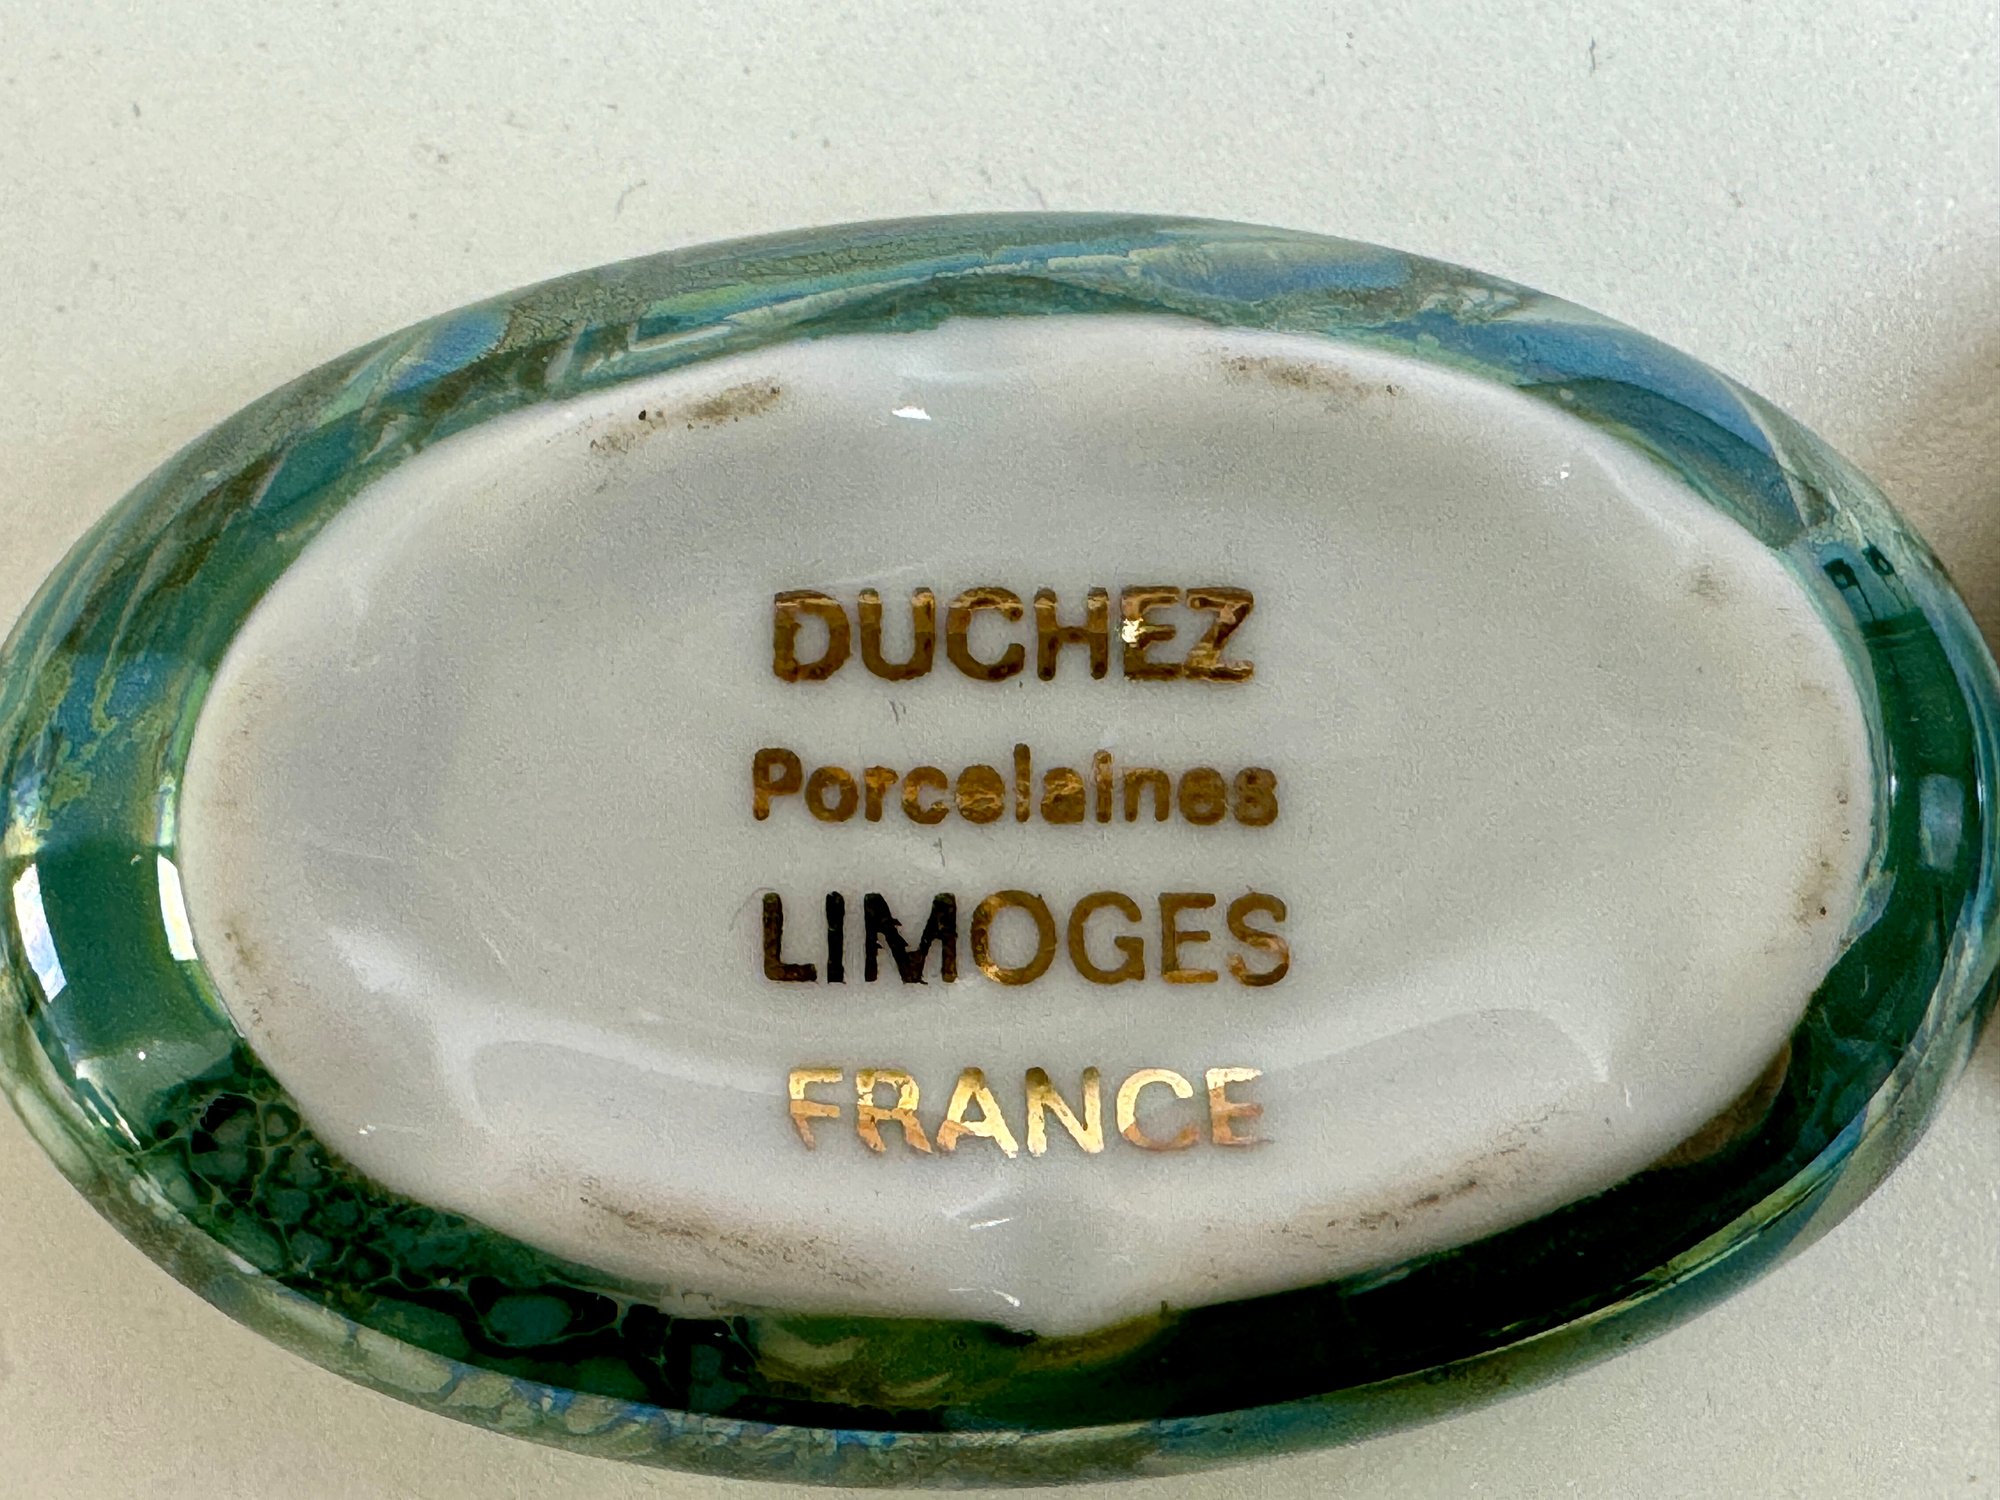 DUCHEZ
Porcelaines
LIMOGES
FRANCE